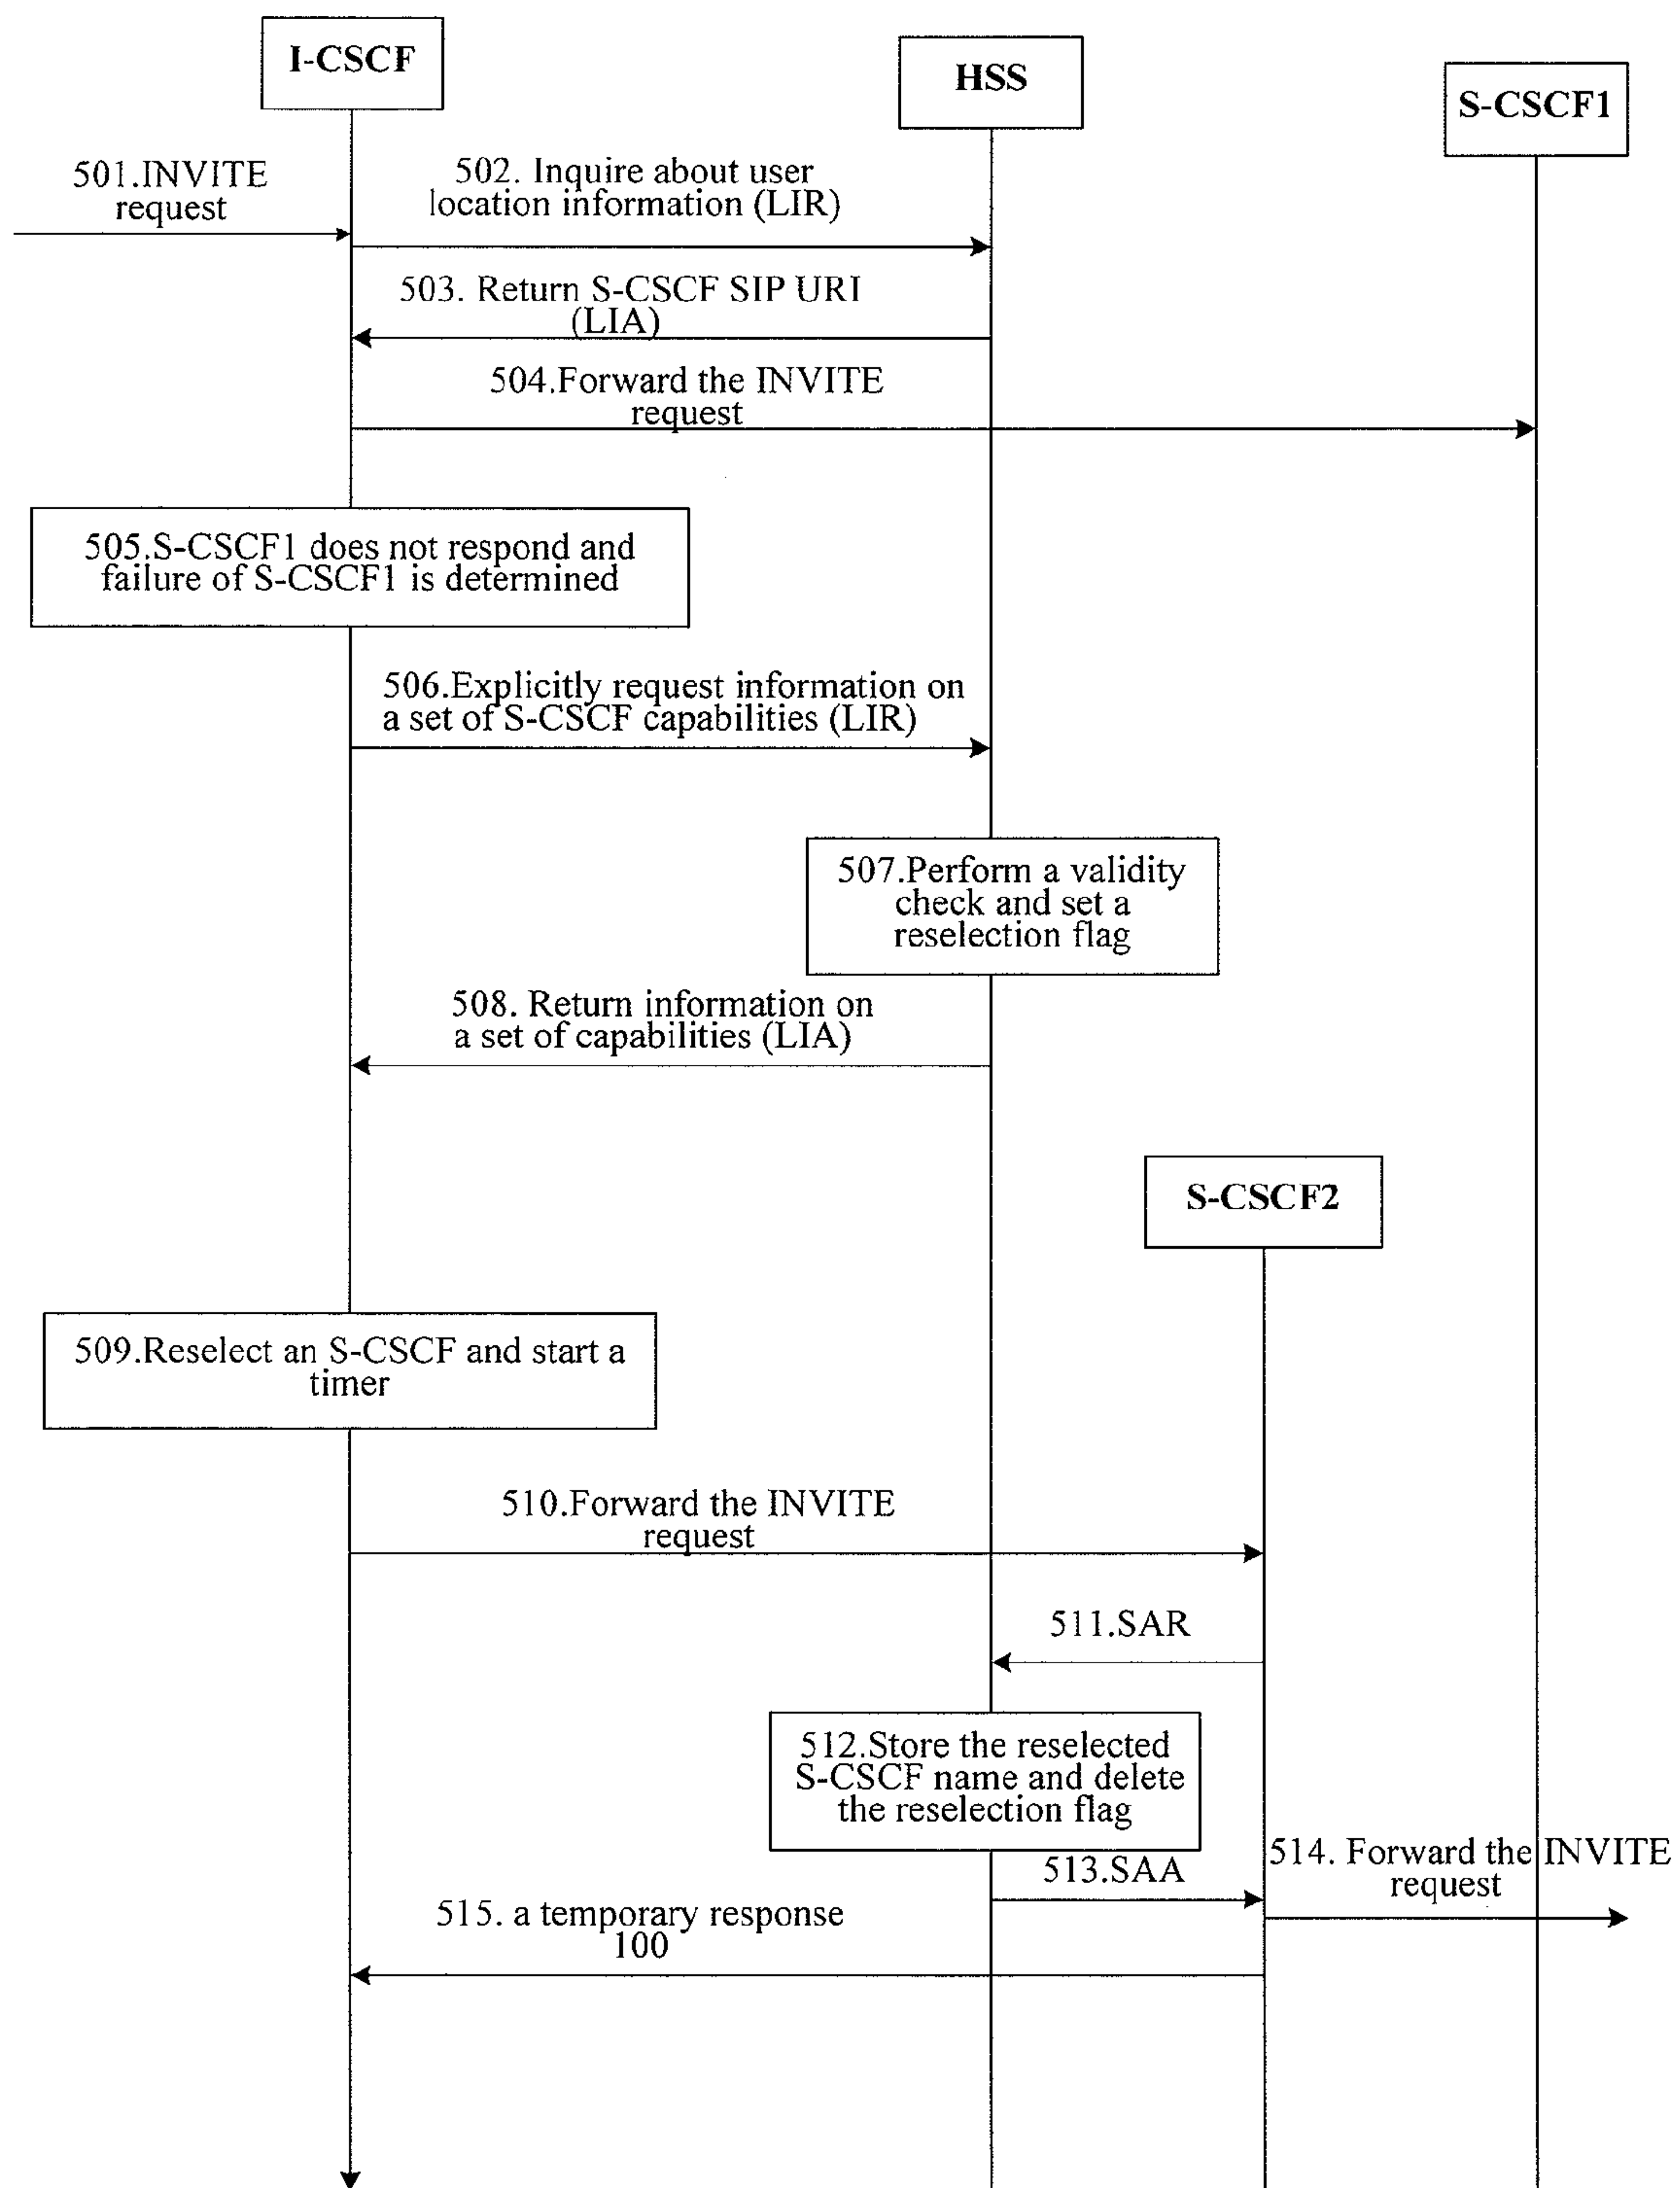 I-CSCF
HSS
S-CSCF1
501.INVITE
request
502. Inquire about user
location information (LIR)
503. Return S-CSCF SIP URI
(LIA)
504.Forward the INVITE
request
505.S-CSCF1 does not respond and
failure of S-CSCF1 is determined
506.Explicitly request information on
a set of S-CSCF capabilities (LIR)
507.Perform a validity
check and set a
reselection flag
508. Return information on
a set of capabilities (LIA)
S-CSCF2
509.Reselect an S-CSCF and start a
timer
510.Forward the INVITE
request
511.SAR
512.Store the reselected
S-CSCF name and delete
the reselection flag
513.SAA
514. Forward the INVITE
request
515. a temporary response
100